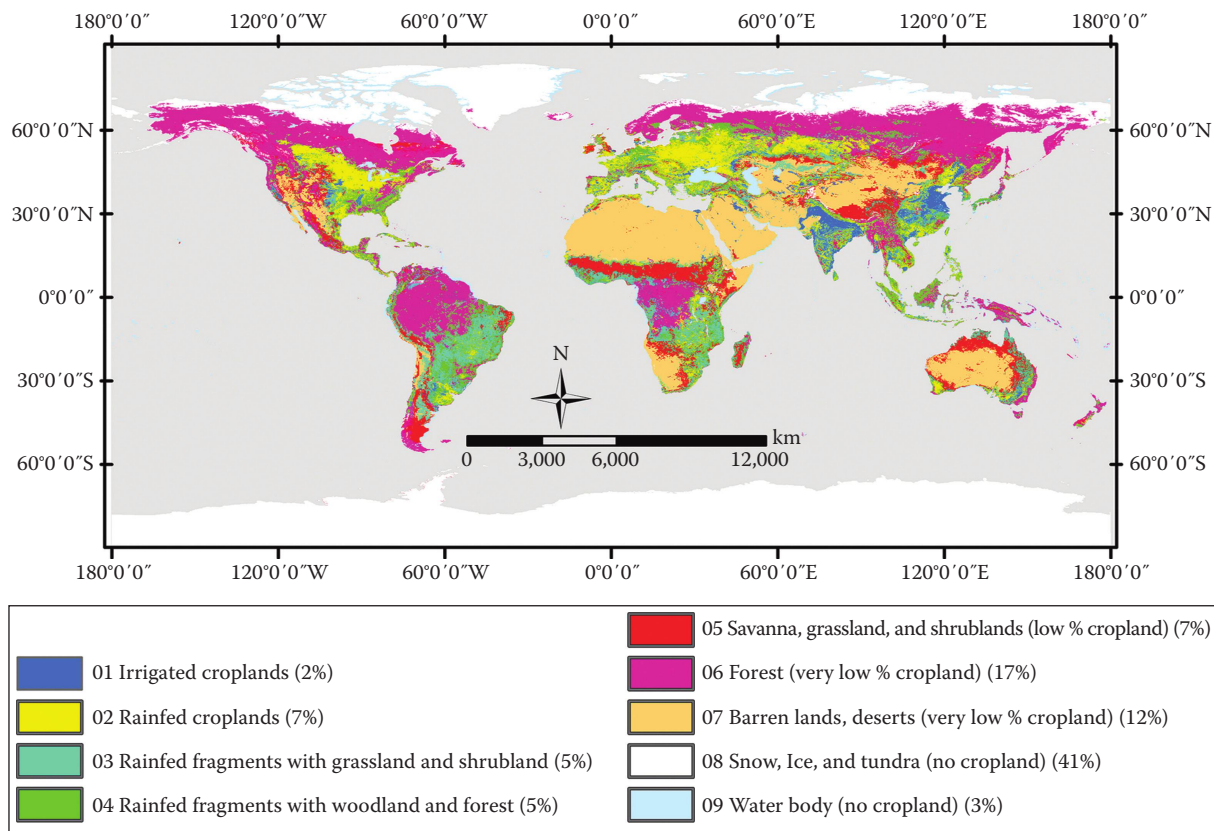 180°0′0″W 120°0′0″W 60°0′0″W 0°0′0″E 60°0′0″E 120°0′0″E 180°0′0″E
60°0′0″N 60°0′0″N
30°0′0″N 30°0′0″N
0°0′0″ 0°0′0″
N
30°0′0″S 30°0′0″S
km
0 3,000 6,000 12,000
60°0′0″S 60°0′0″S
180°0′0″W 120°0′0″W 60°0′0″W 0°0′0″E 60°0′0″E 120°0′0″E 180°0′0″E
01 Irrigated croplands (2%)
02 Rainfed croplands (7%)
03 Rainfed fragments with grassland and shrubland (5%)
04 Rainfed fragments with woodland and forest (5%)
05 Savanna, grassland, and shrublands (low % cropland) (7%)
06 Forest (very low % cropland) (17%)
07 Barren lands, deserts (very low % cropland) (12%)
08 Snow, Ice, and tundra (no cropland) (41%)
09 Water body (no cropland) (3%)